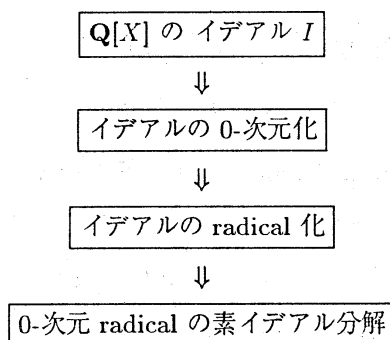 Q[X] の イデアル I
⇓
イデアルの 0-次元化
⇓
イデアルの radical 化
⇓
0-次元 radical の素イデアル分解